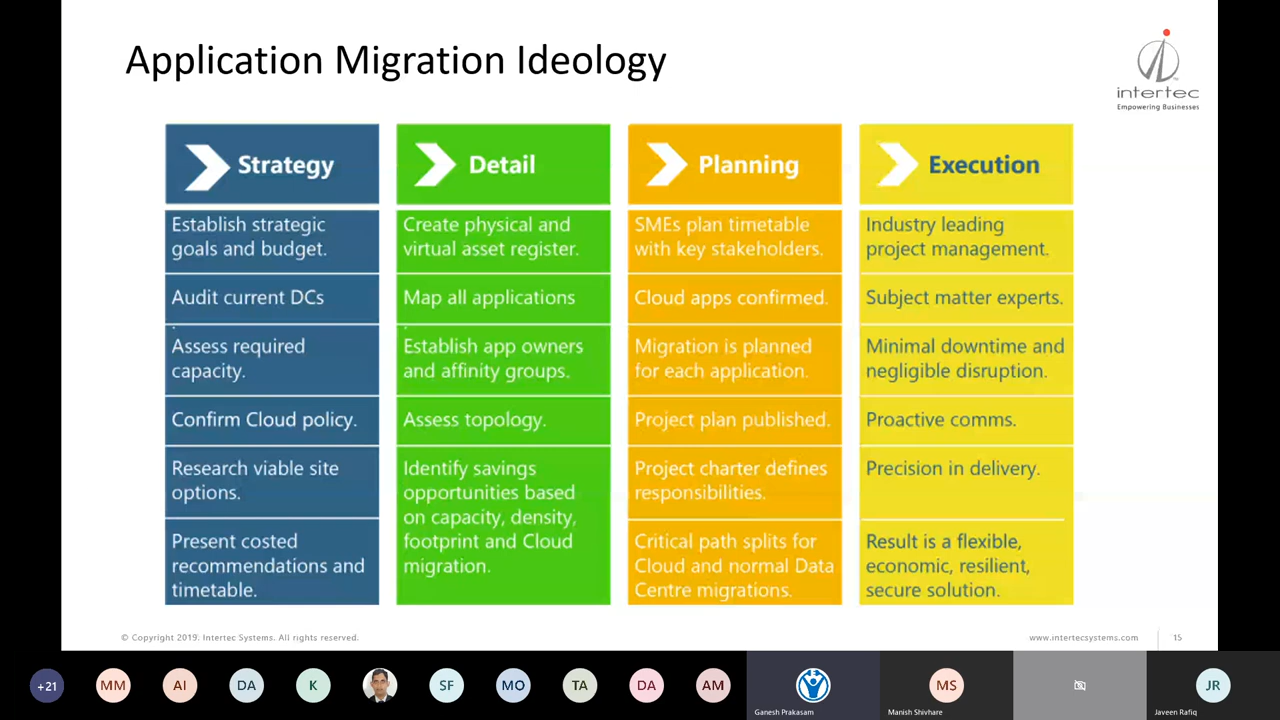 Application Migration Ideology
intertec
Empowering Businesses
Strategy
Establish strategic
goals and budget.
Audit current DCs
Assess required
capacity.
Confirm Cloud policy.
Research viable site
options.
Present costed
recommendations and
timetable.
Detail
Create physical and
virtual asset register.
Map all applications
Establish app owners
and affinity groups.
Assess topology.
Identify savings
opportunities based
on capacity, density,
footprint and Cloud
migration.
Planning
SMEs plan timetable
with key stakeholders.
Cloud apps confirmed.
Migration is planned
for each application.
Project plan published.
Project charter defines
responsibilities.
Critical path splits for
Cloud and normal Data
Centre migrations.
Execution
Industry leading
project management.
Subject matter experts.
Minimal downtime and
negligible disruption.
Proactive comms.
Precision in delivery.
Result is a flexible,
economic, resilient,
secure solution.
© Copyright 2019. Intertec Systems. All rights reserved.
www.intertecsystems.com
15
+21
MM
AI
DA
K
SF
MO
TA
DA
AM
Ganesh Prakasam
MS
Manish Shivhare
JR
Javeen Rafiq